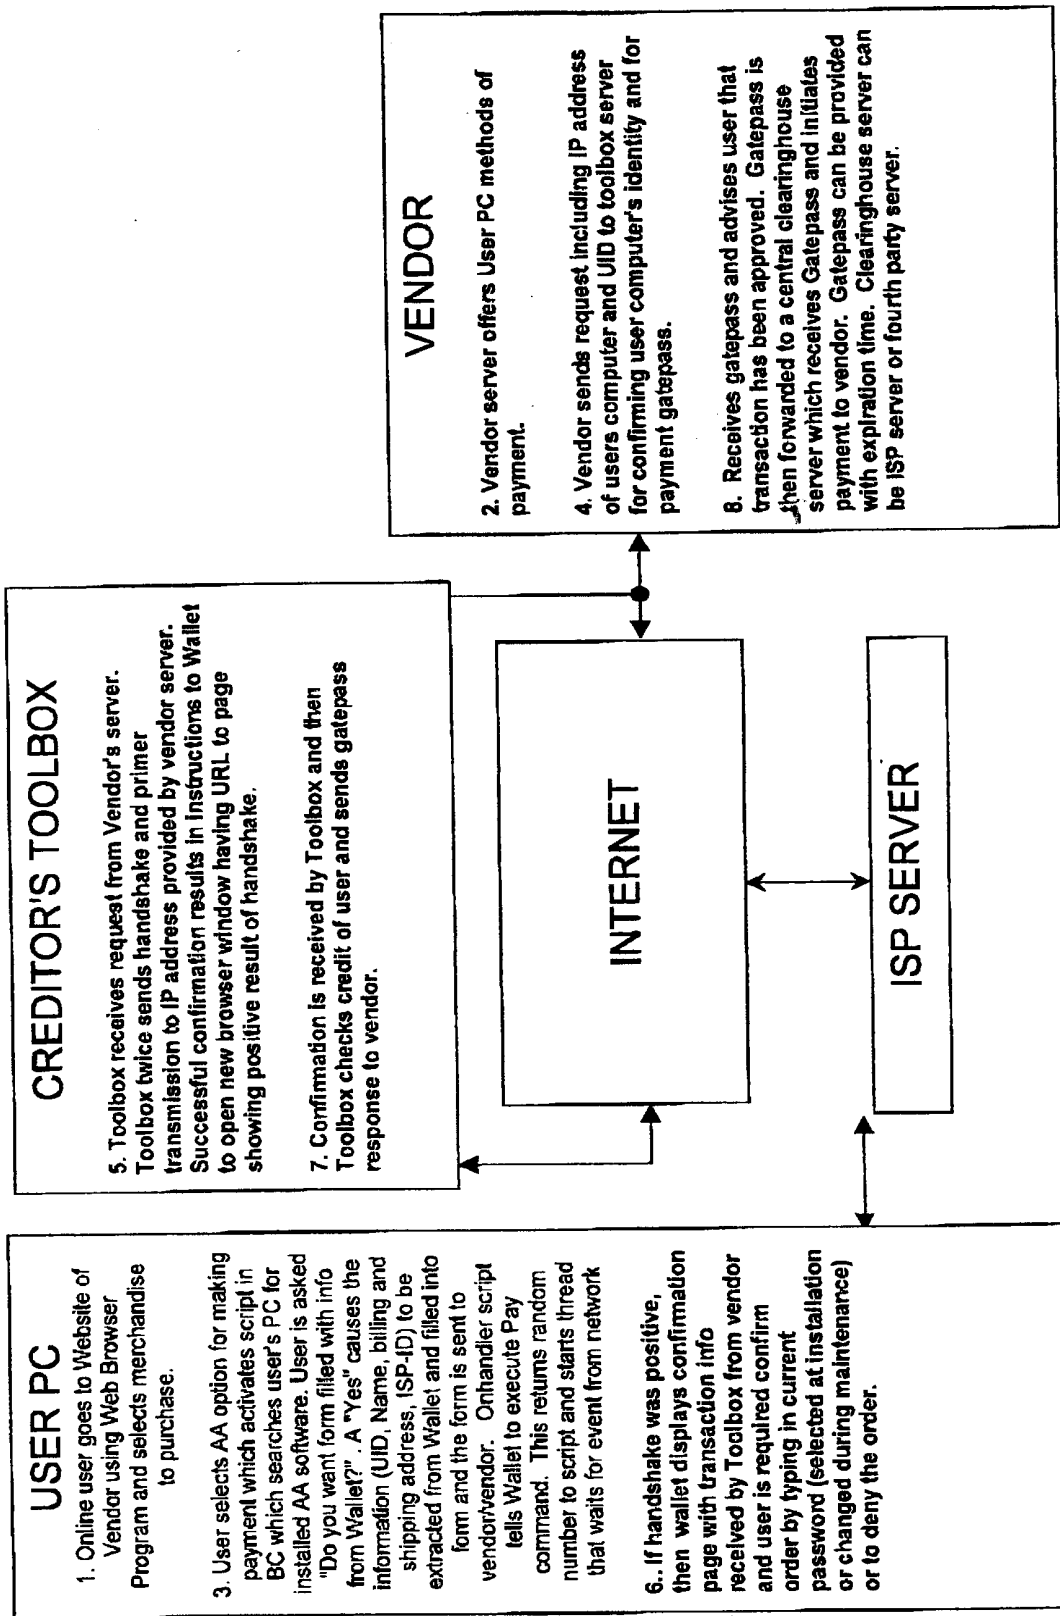 USER PC
1. Online user goes to Website of
Vendor using Web Browser
Program and selects merchandise
to purchase.
3. User selects AA option for making
payment which activates script in
BC which searches user's PC for
installed AA software. User is asked
"Do you want form filled with info
from Wallet?". A "Yes" causes the
information (UID, Name, billing and
shipping address, ISP-ID) to be
extracted from Wallet and filled into
form and the form is sent to
vendor/vendor. Onhandler script
tells Wallet to execute Pay
command. This returns random
number to script and starts thread
that waits for event from network
6.. If handshake was positive,
then wallet displays confirmation
page with transaction info
received by Toolbox from vendor
and user is required confirm
order by typing in current
password (selected at installation
or changed during maintenance)
or to deny the order.
CREDITOR'S TOOLBOX
5. Toolbox receives request from Vendor's server.
Toolbox twice sends handshake and primer
transmission to IP address provided by vendor server.
Successful confirmation results in instructions to Wallet
to open new browser window having URL to page
showing positive result of handshake.
7. Confirmation is received by Toolbox and then
Toolbox checks credit of user and sends gatepass
response to vendor.
INTERNET
ISP SERVER
VENDOR
2. Vendor server offers User PC methods of
payment.
4. Vendor sends request including IP address
of users computer and UID to toolbox server
for confirming user computer's identity and for
payment gatepass.
8. Receives gatepass and advises user that
transaction has been approved. Gatepass is
then forwarded to a central clearinghouse
server which receives Gatepass and initiates
payment to vendor. Gatepass can be provided
with expiration time. Clearinghouse server can
be ISP server or fourth party server.